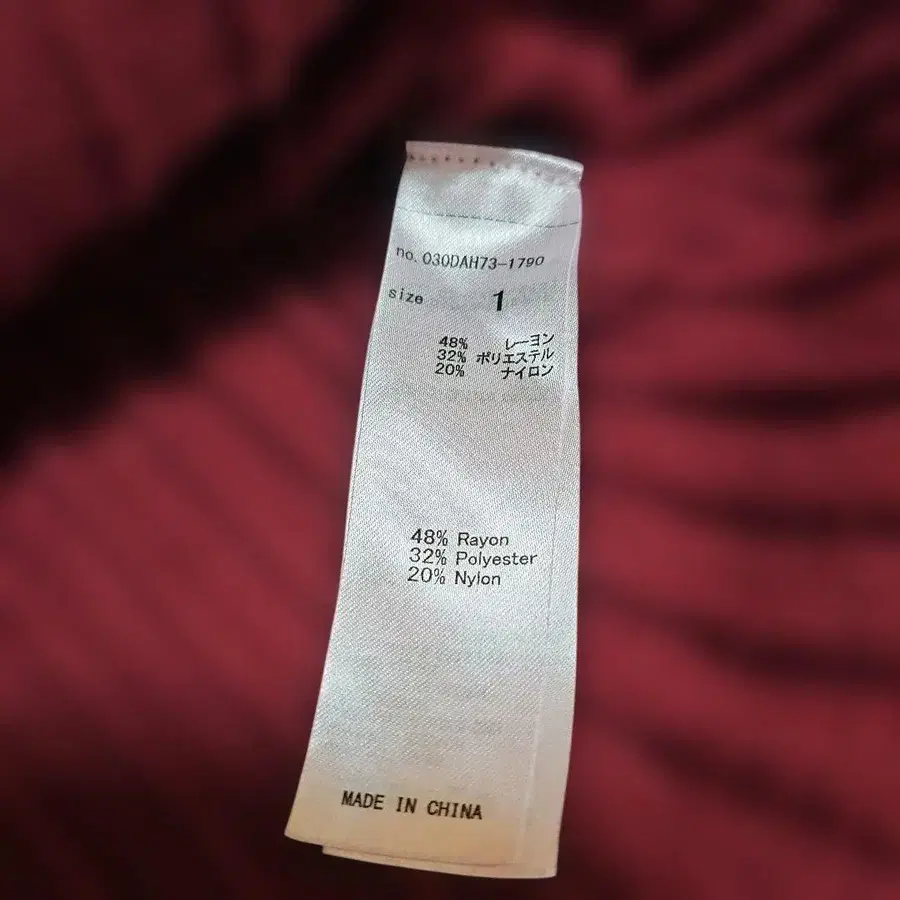 no. 030DAH73-1790
size 1
48% レーヨン
32% ポリエステル
20% ナイロン
48% Rayon
32% Polyester
20% Nylon
MADE IN CHINA